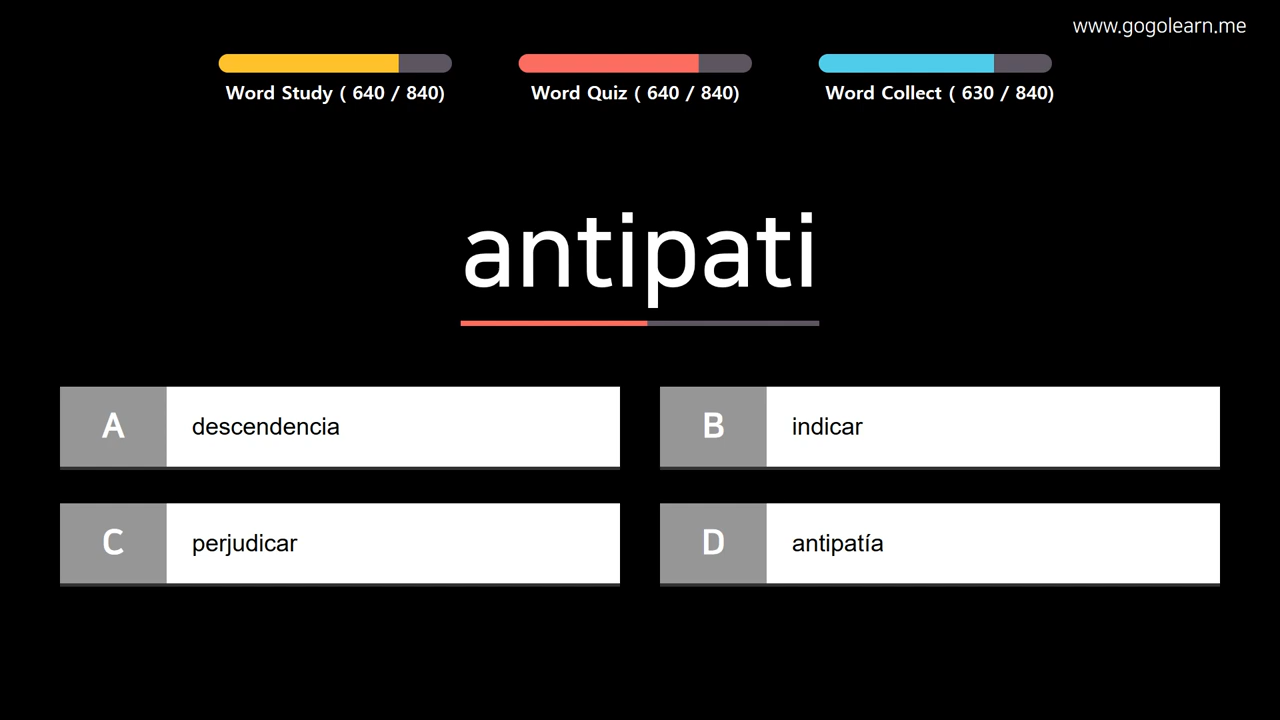 www.gogolearn.me
Word Study ( 640 / 840)
Word Quiz ( 640 / 840)
Word Collect ( 630 / 840)
antipati
A descendencia
B indicar
C perjudicar
D antipatía